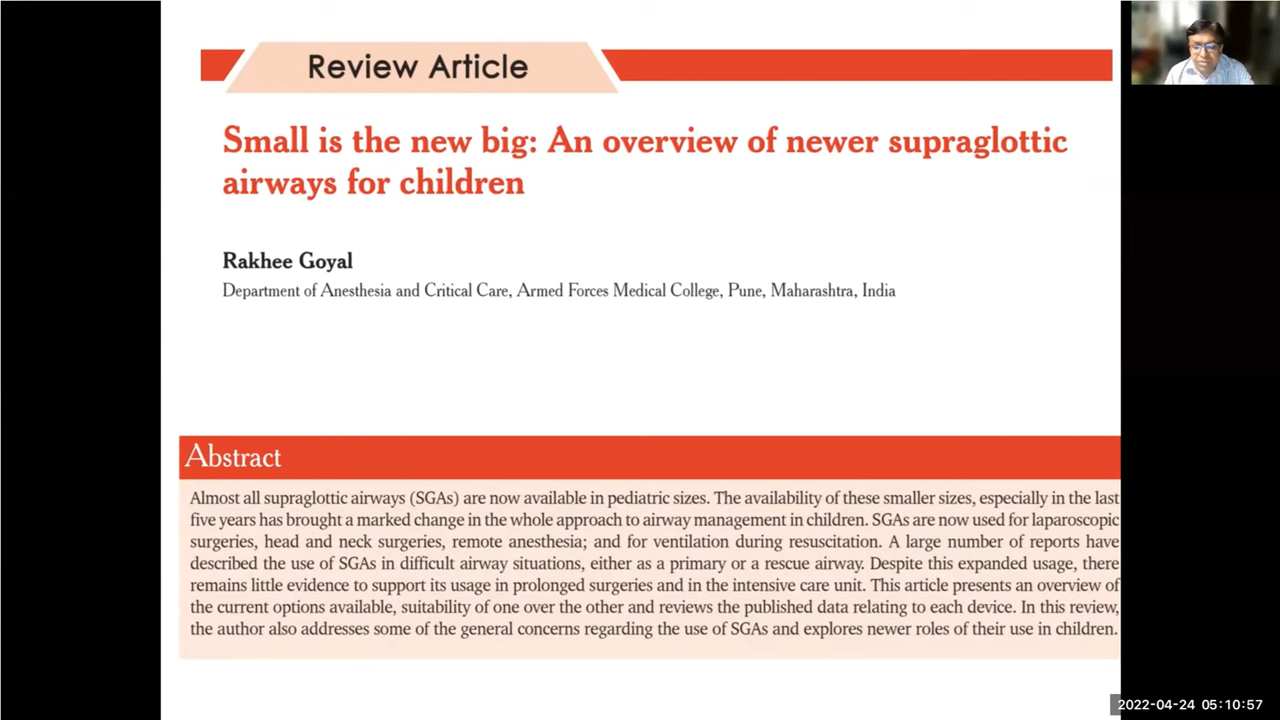 Review Article
Small is the new big: An overview of newer supraglottic
airways for children
Rakhee Goyal
Department of Anesthesia and Critical Care, Armed Forces Medical College, Pune, Maharashtra, India
Abstract
Almost all supraglottic airways (SGAs) are now available in pediatric sizes. The availability of these smaller sizes, especially in the last
five years has brought a marked change in the whole approach to airway management in children. SGAs are now used for laparoscopic
surgeries, head and neck surgeries, remote anesthesia; and for ventilation during resuscitation. A large number of reports have
described the use of SGAs in difficult airway situations, either as a primary or a rescue airway. Despite this expanded usage, there
remains little evidence to support its usage in prolonged surgeries and in the intensive care unit. This article presents an overview of
the current options available, suitability of one over the other and reviews the published data relating to each device. In this review,
the author also addresses some of the general concerns regarding the use of SGAs and explores newer roles of their use in children.
2022-04-24 05:10:57